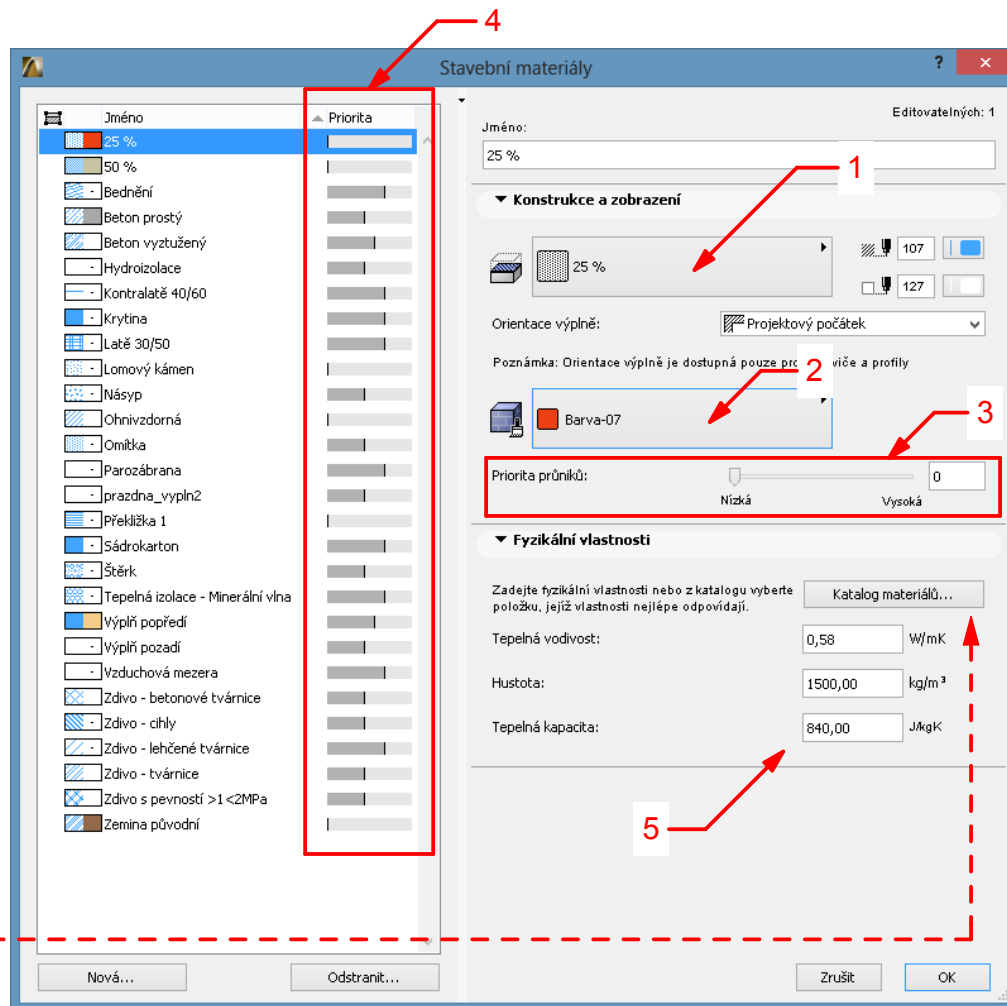 4
Stavební materiály
?
Jméno
Priorita
25 %
50 %
Bednění
Beton prostý
Beton vyztužený
Hydroizolace
Kontralatě 40/60
Krytina
Latě 30/50
Lomový kámen
Násyp
Ohnivzdorná
Omítka
Parozábrana
prazdna_vypln2
Překližka 1
Sádrokarton
Štěrk
Tepelná izolace - Minerální vlna
Výplň popředí
Výplň pozadí
Vzduchová mezera
Zdivo - betonové tvárnice
Zdivo - cihly
Zdivo - lehčené tvárnice
Zdivo - tvárnice
Zdivo s pevností >1<2MPa
Zemina původní
Nová...
Odstranit...
Editovatelných: 1
Jméno:
25 %
1
Konstrukce a zobrazení
25 %
107
127
Orientace výplně:
Projektový počátek
Poznámka: Orientace výplně je dostupná pouze pro viče a profily
2
Barva-07
3
Priorita průniků:
0
Nízká
Vysoká
Fyzikální vlastnosti
Zadejte fyzikální vlastnosti nebo z katalogu vyberte
položku, jejíž vlastnosti nejlépe odpovídají.
Katalog materiálů...
Tepelná vodivost:
0,58
W/mK
Hustota:
1500,00
kg/m³
Tepelná kapacita:
840,00
J/kgK
5
Zrušit
OK